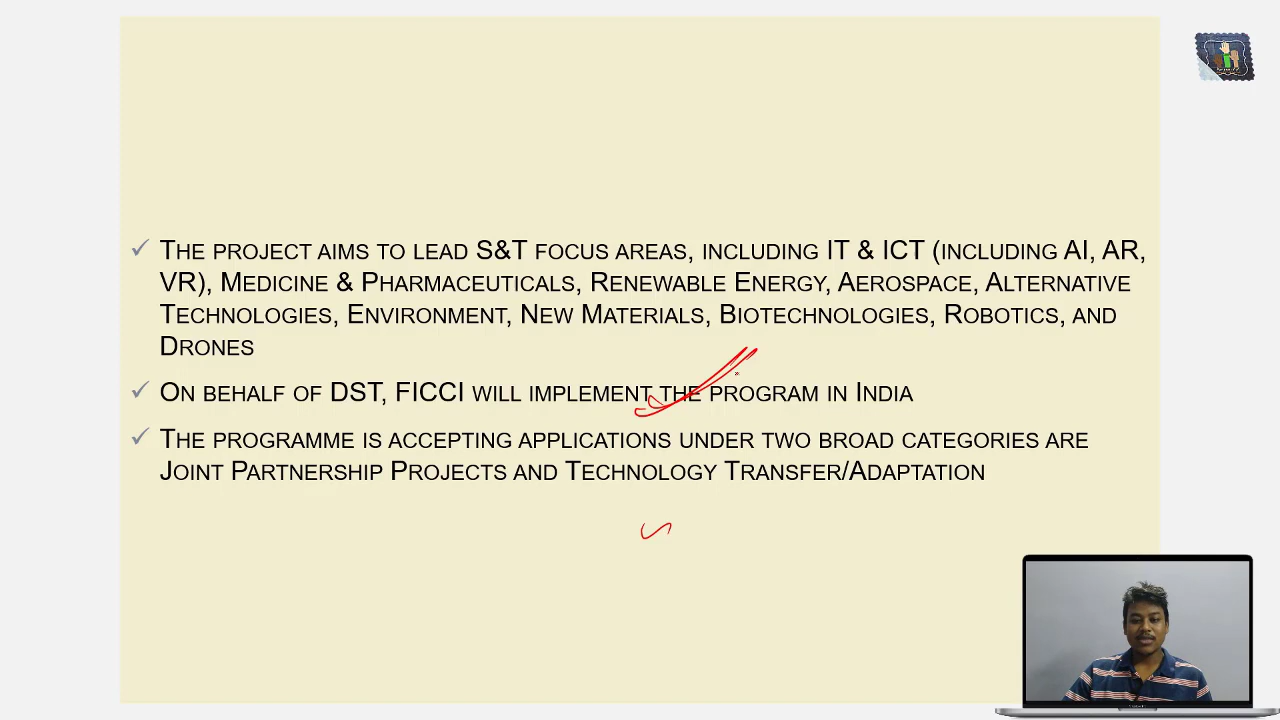 The project aims to lead S&T focus areas, including IT & ICT (including AI, AR,
VR), Medicine & Pharmaceuticals, Renewable Energy, Aerospace, Alternative
Technologies, Environment, New Materials, Biotechnologies, Robotics, and
Drones
On behalf of DST, FICCI will implement the program in India
The programme is accepting applications under two broad categories are
Joint Partnership Projects and Technology Transfer/Adaptation